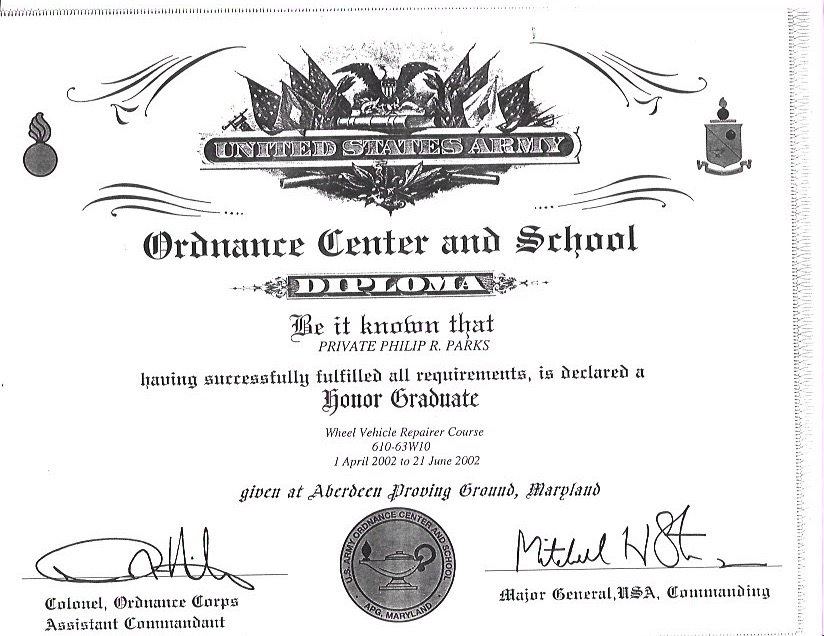 UNITED STATES ARMY
Ordnance Center and School
DIPLOMA
Be it known that
PRIVATE PHILIP R. PARKS
having successfully fulfilled all requirements, is declared a
Honor Graduate
Wheel Vehicle Repairer Course
610-63W10
1 April 2002 to 21 June 2002
given at Aberdeen Proving Ground, Maryland
U.S. ARMY ORDNANCE CENTER AND SCHOOL
· APG, MARYLAND ·
Colonel, Ordnance Corps
Assistant Commandant
Mitchell H
Major General,USA, Commanding